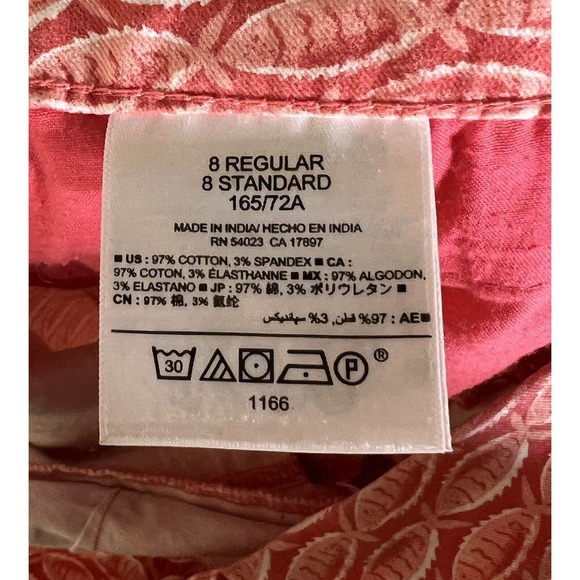 8 REGULAR
8 STANDARD
165/72A
MADE IN INDIA/ HECHO EN INDIA
RN 54023 CA 17897
■ US : 97% COTTON, 3% SPANDEX ■ CA :
97% COTON, 3% ÉLASTHANNE ■ MX : 97% ALGODON,
3% ELASTANO ■ JP : 97% 綿, 3% ポリウレタン ■
CN : 97% 棉, 3% 氨纶
■ AE : 97% قطن, 3% سباندكس
30 P ®
1166